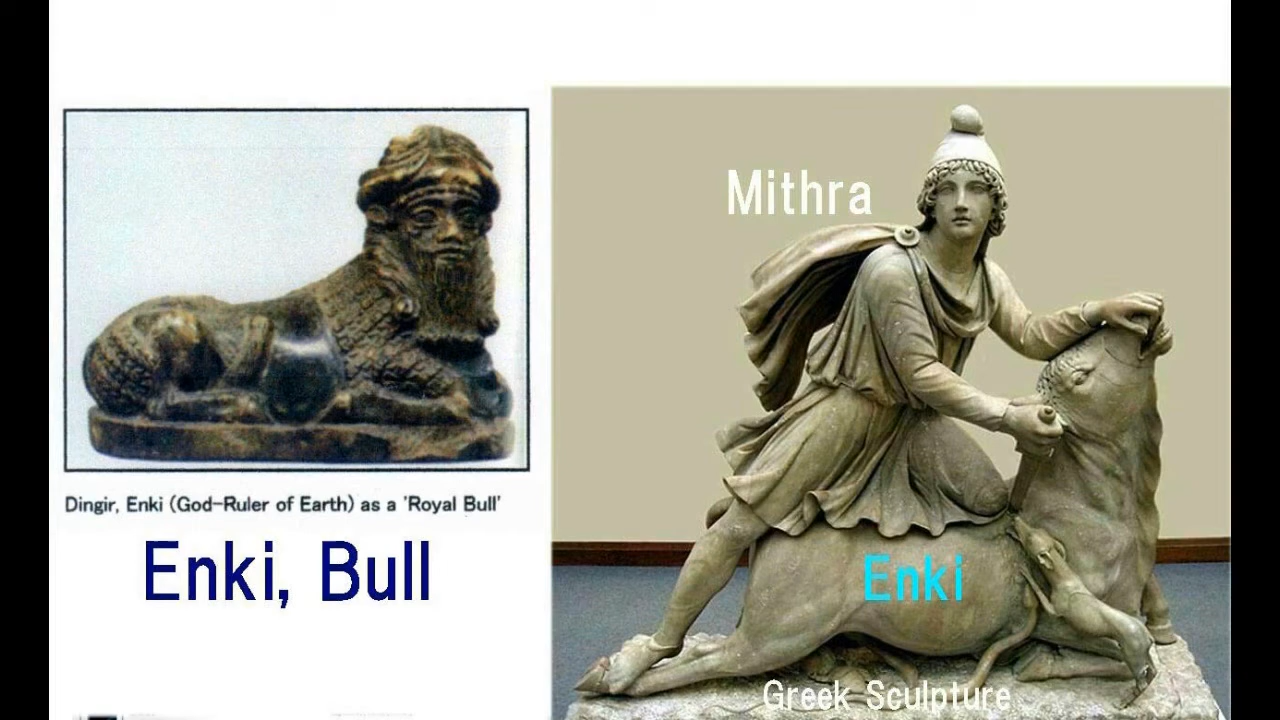 Dingir, Enki (God-Ruler of Earth) as a 'Royal Bull'
Enki, Bull
Mithra
Enki
Greek Sculpture